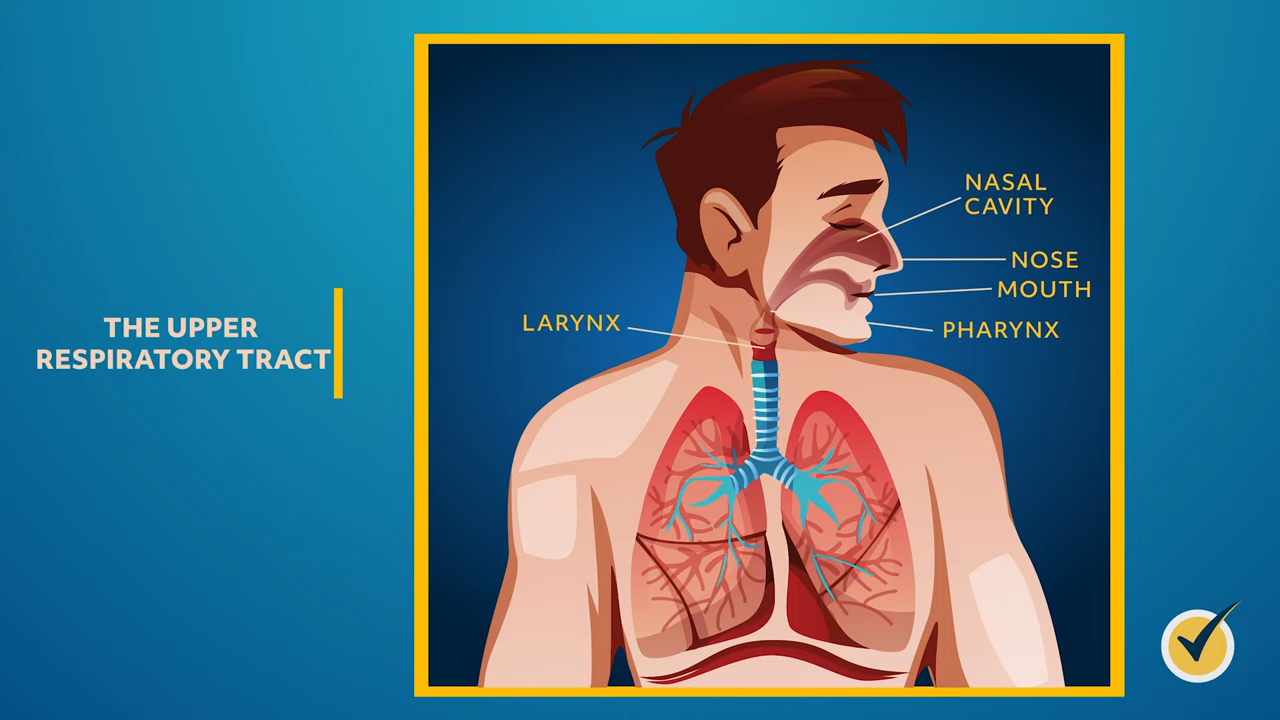 THE UPPER
RESPIRATORY TRACT
NASAL
CAVITY
NOSE
MOUTH
LARYNX
PHARYNX